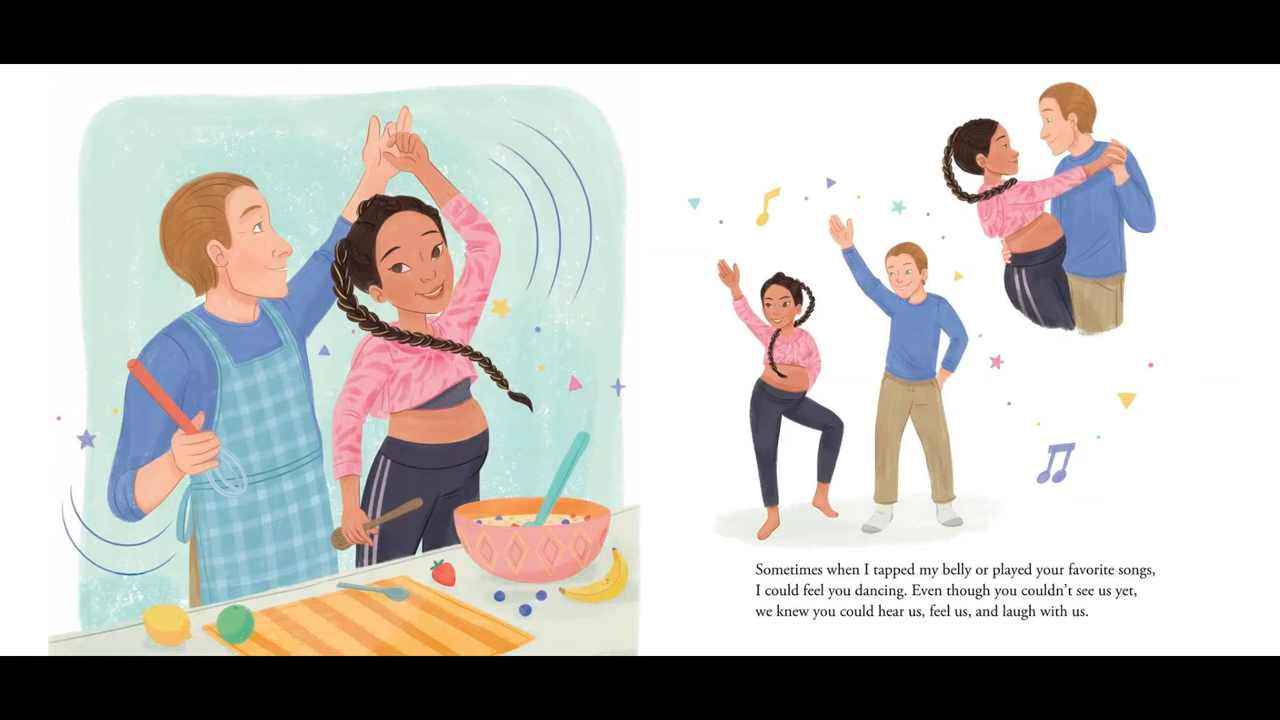 Sometimes when I tapped my belly or played your favorite songs,
I could feel you dancing. Even though you couldn’t see us yet,
we knew you could hear us, feel us, and laugh with us.